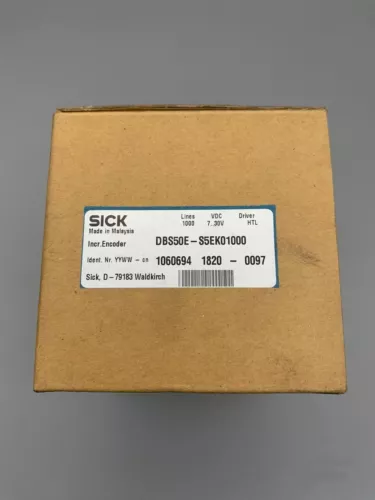 SICK Lines VDC Driver
Made in Malaysia 1000 7..30V HTL
Incr.Encoder DBS50E-S5EK01000
Ident. Nr. YYWW - sn 1060694 1820 - 0097
Sick, D-79183 Waldkirch